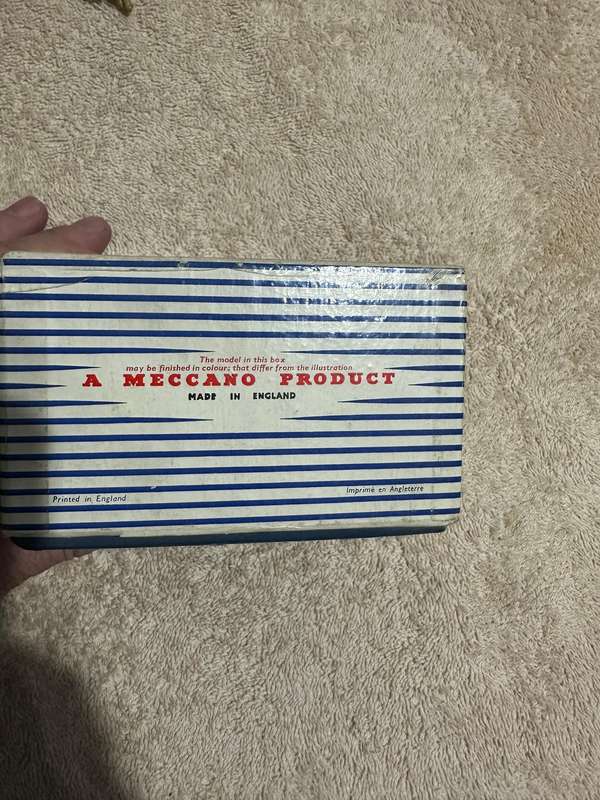 The model in this box
may be finished in colours that differ from the illustration
A MECCANO PRODUCT
MADE IN ENGLAND
Printed in England
Imprimé en Angleterre